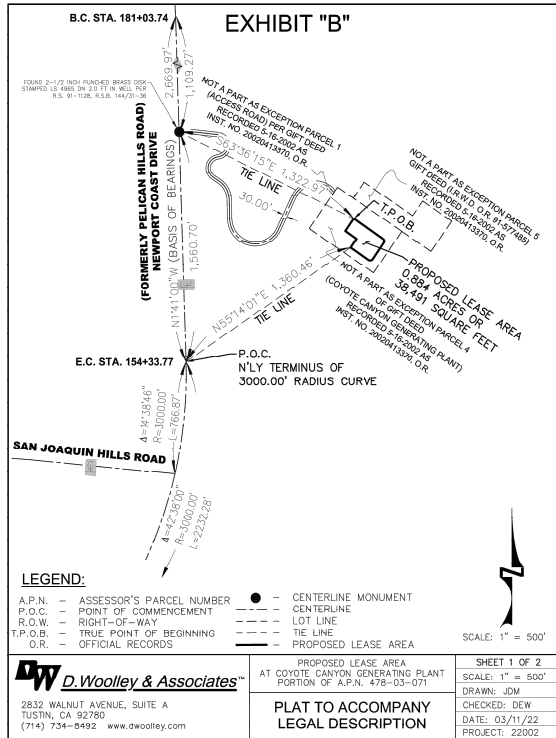 EXHIBIT "B"
B.C. STA. 181+03.74
2,669.97'
1,109.27'
FOUND 2-1/2 INCH PUNCHED BRASS DISK
STAMPED LS 4965 DN 2.0 FT IN WELL PER
R.S. 91-1128, R.S.B. 144/31-36
NOT A PART AS EXCEPTION PARCEL 1
(ACCESS ROAD) PER GIFT DEED
RECORDED 5-16-2002 AS
INST. NO. 20020413370, O.R.
S63°36'15"E 1,322.97'
TIE LINE
30.00'
NOT A PART AS EXCEPTION PARCEL 5
GIFT DEED (I.R.W.D. O.R. 81-577485)
RECORDED 5-16-2002 AS
INST. NO. 20020413370, O.R.
T.P.O.B.
(FORMERLY PELICAN HILLS ROAD)
NEWPORT COAST DRIVE
N1°41'00"W (BASIS OF BEARINGS)
1,560.70'
PROPOSED LEASE AREA
0.884 ACRES OR
38,491 SQUARE FEET
N55°14'01"E 1,360.46'
TIE LINE
NOT A PART AS EXCEPTION PARCEL 4
OF GIFT DEED
(COYOTE CANYON GENERATING PLANT)
RECORDED 5-16-2002 AS
INST. NO. 20020413370, O.R.
E.C. STA. 154+33.77
P.O.C.
N'LY TERMINUS OF
3000.00' RADIUS CURVE
Δ=14°38'46"
R=3000.00'
L=766.87'
SAN JOAQUIN HILLS ROAD
Δ=42°38'00"
R=3000.00'
L=2232.28'
LEGEND:
A.P.N. – ASSESSOR'S PARCEL NUMBER
P.O.C. – POINT OF COMMENCEMENT
R.O.W. – RIGHT-OF-WAY
T.P.O.B. – TRUE POINT OF BEGINNING
O.R. – OFFICIAL RECORDS
– CENTERLINE MONUMENT
– CENTERLINE
– LOT LINE
– TIE LINE
– PROPOSED LEASE AREA
SCALE: 1" = 500'
DW D.Woolley & Associates™
2832 WALNUT AVENUE, SUITE A
TUSTIN, CA 92780
(714) 734-8492 www.dwoolley.com
PROPOSED LEASE AREA
AT COYOTE CANYON GENERATING PLANT
PORTION OF A.P.N. 478-03-071
PLAT TO ACCOMPANY
LEGAL DESCRIPTION
SHEET 1 OF 2
SCALE: 1" = 500'
DRAWN: JDM
CHECKED: DEW
DATE: 03/11/22
PROJECT: 22002